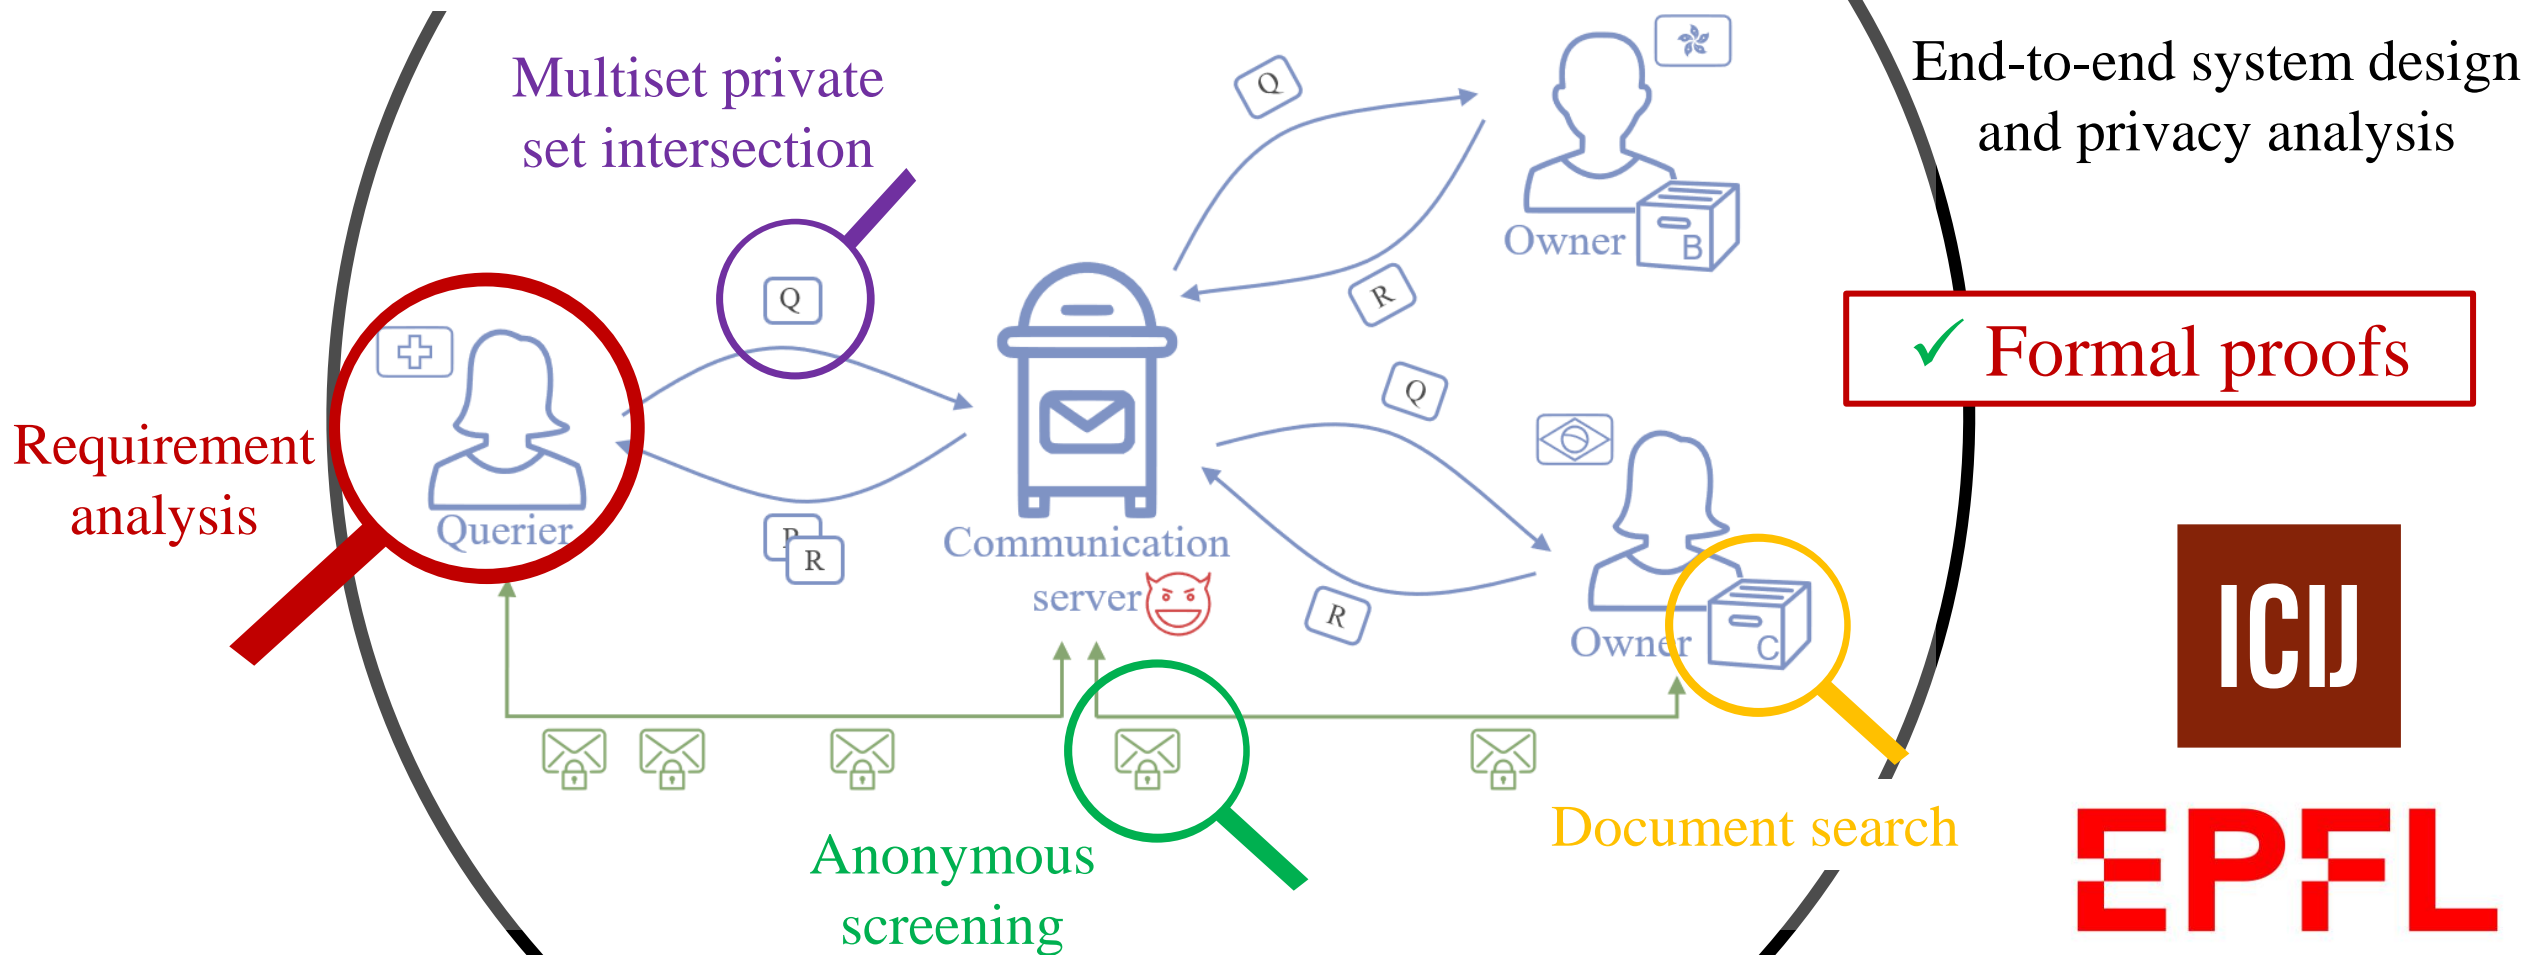 Multiset private
set intersection
End-to-end system design
and privacy analysis
Q
Q
Owner
B
R
✓ Formal proofs
Q
Q
Requirement
analysis
Querier
R
R
Communication
server
R
Owner
C
ICIJ
Document search
EPFL
Anonymous
screening